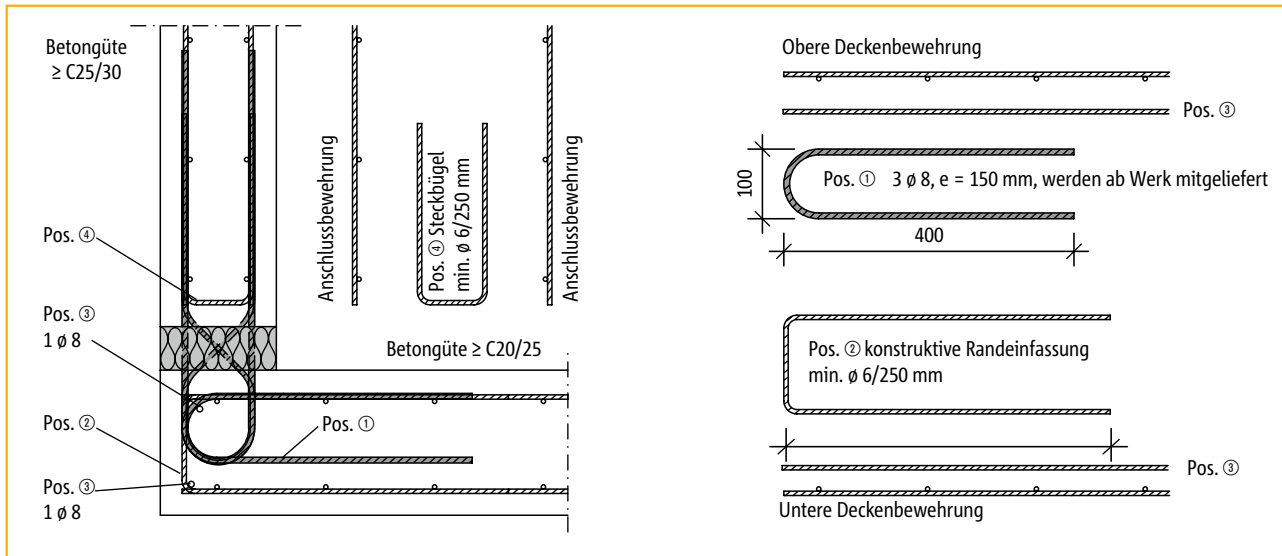 Betongüte
≥ C25/30
Pos. ④
Pos. ③
1 ø 8
Pos. ②
Pos. ③
1 ø 8
Anschlussbewehrung
Pos. ④ Steckbügel
min. ø 6/250 mm
Anschlussbewehrung
Betongüte ≥ C20/25
Pos. ①
Obere Deckenbewehrung
Pos. ③
100
Pos. ① 3 ø 8, e = 150 mm, werden ab Werk mitgeliefert
400
Pos. ② konstruktive Randeinfassung
min. ø 6/250 mm
Pos. ③
Untere Deckenbewehrung